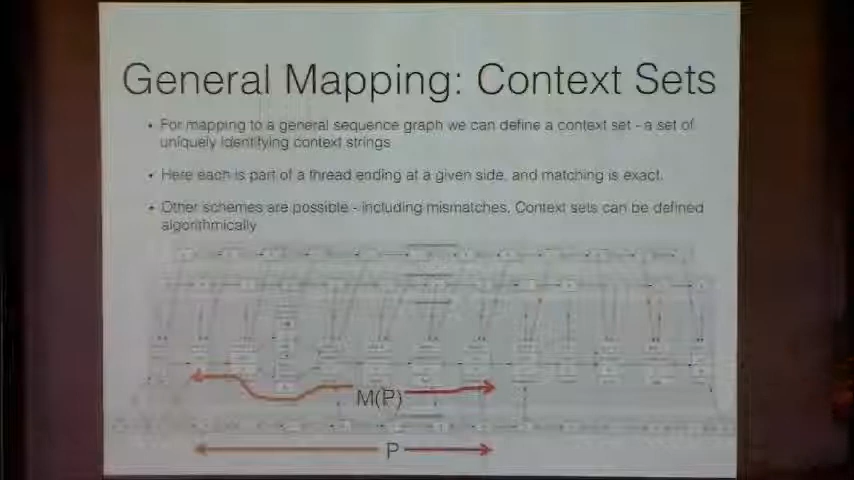 General Mapping: Context Sets
• For mapping to a general sequence graph we can define a context set - a set of
uniquely identifying context strings
• Here each is part of a thread ending at a given side, and matching is exact.
• Other schemes are possible - including mismatches. Context sets can be defined
algorithmically
M(P)
P